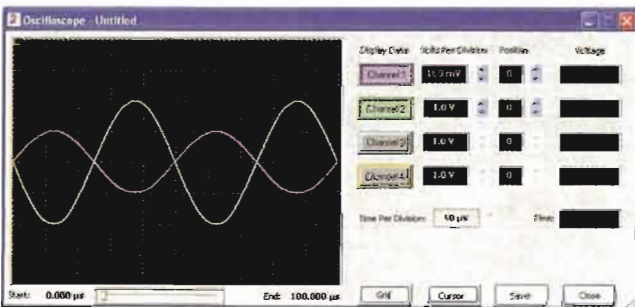 Oscilloscope - Untitled
Display Data: Volts Per Division: Position: Voltage
Channel 1 0
Channel 2 1.0 V 0
Channel 3 1.0 V 0
Channel 4 1.0 V 0
Time Per Division: 10 µs Time:
Start: 0.000 µs End: 100.000 µs
Grid Cursor Save Close